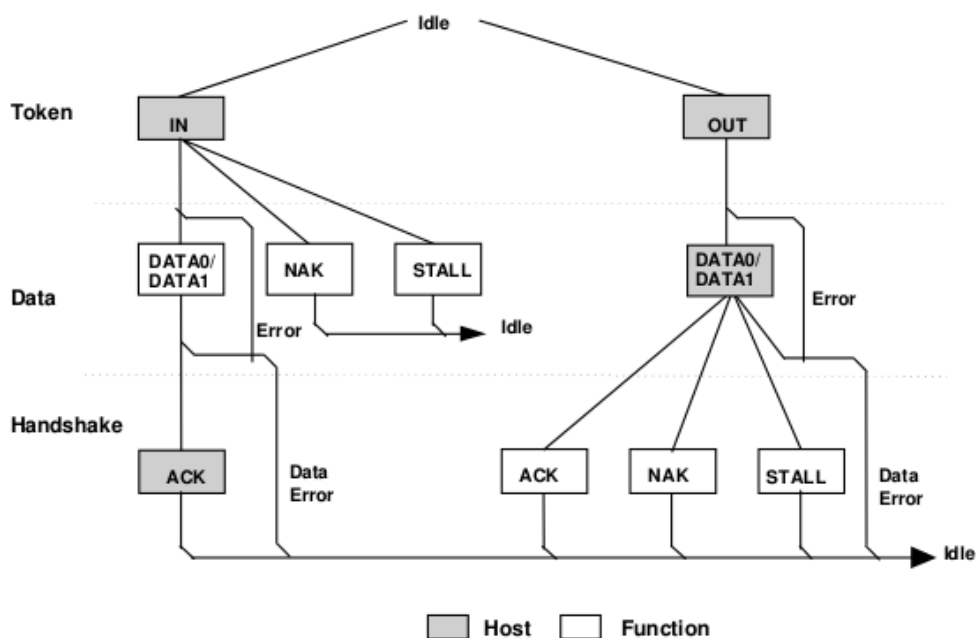 Idle
Token
IN
OUT
DATA0/
DATA1
NAK
STALL
DATA0/
DATA1
Data
Error
Idle
Error
Handshake
ACK
Data
Error
ACK
NAK
STALL
Data
Error
Idle
Host
Function